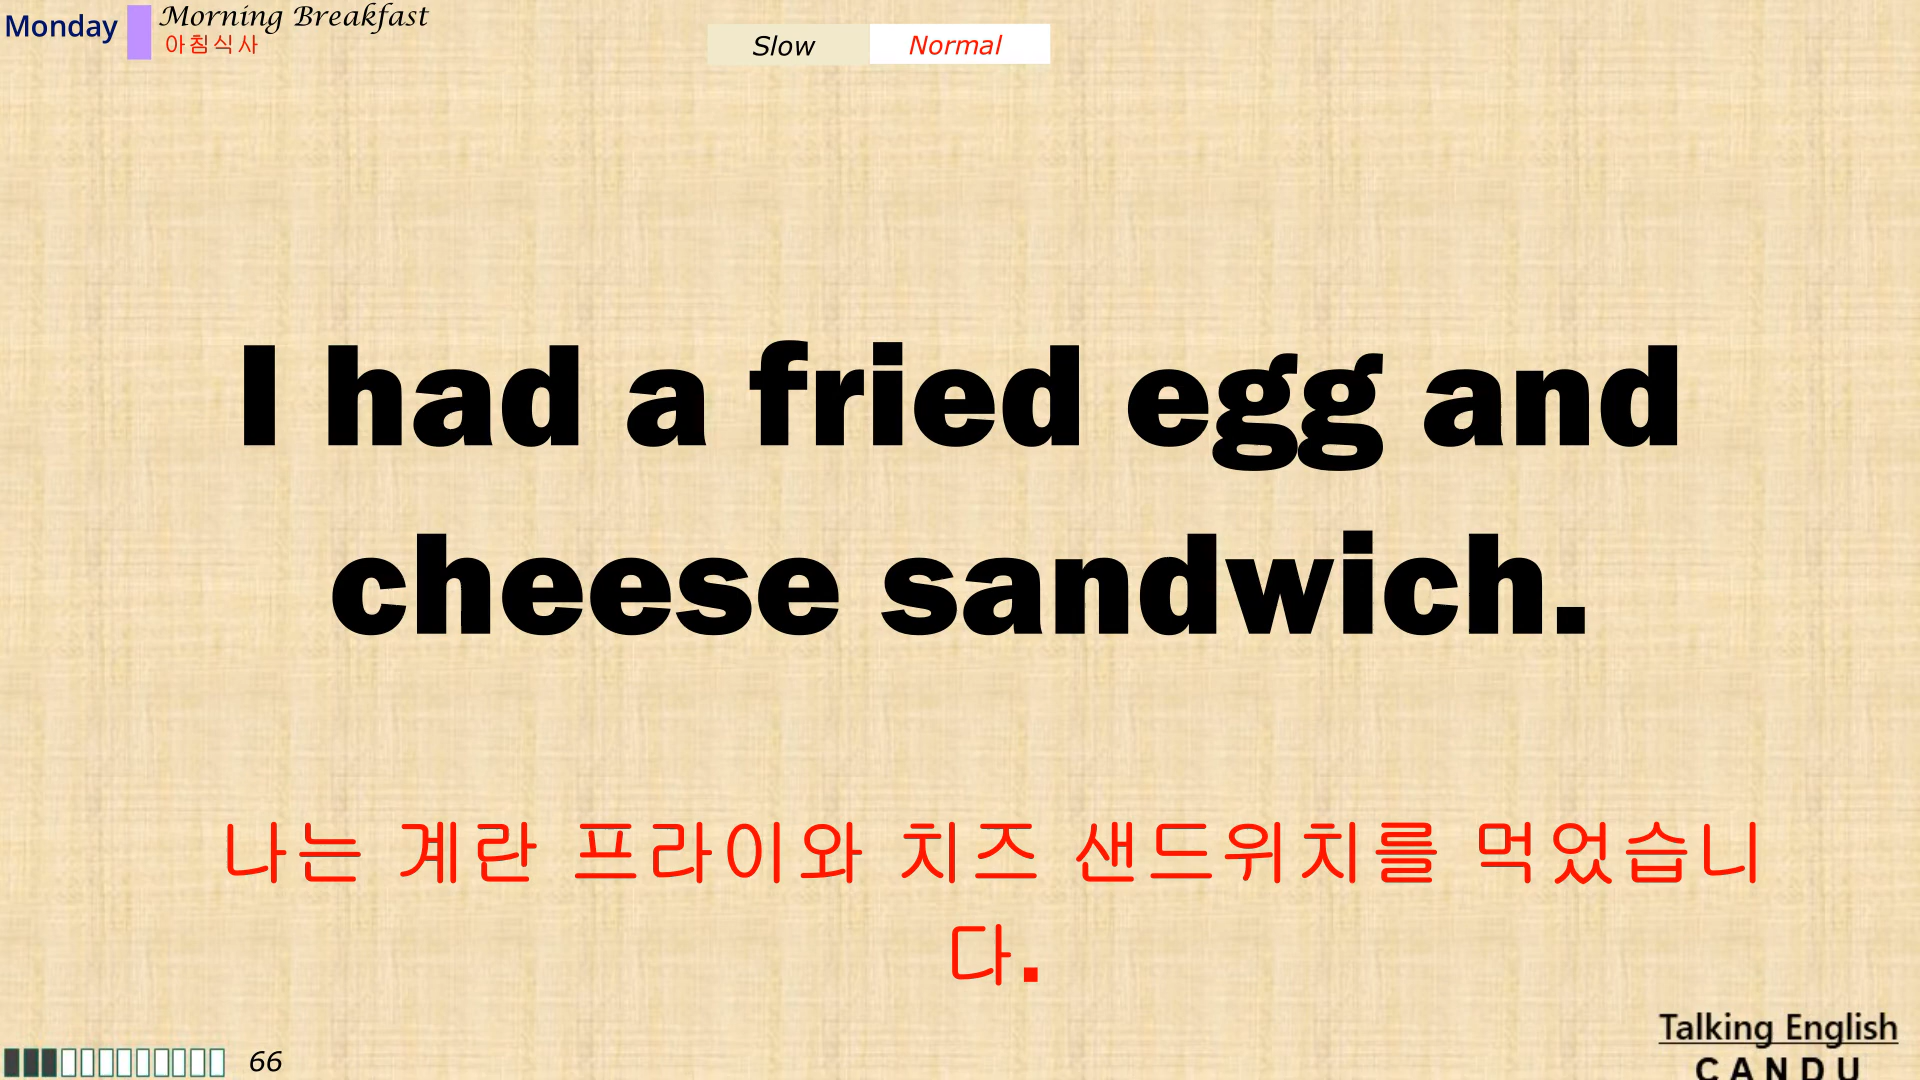 Monday
Morning Breakfast
아침식사
Slow
Normal
I had a fried egg and
cheese sandwich.
나는 계란 프라이와 치즈 샌드위치를 먹었습니
다.
66
Talking English
CANDU